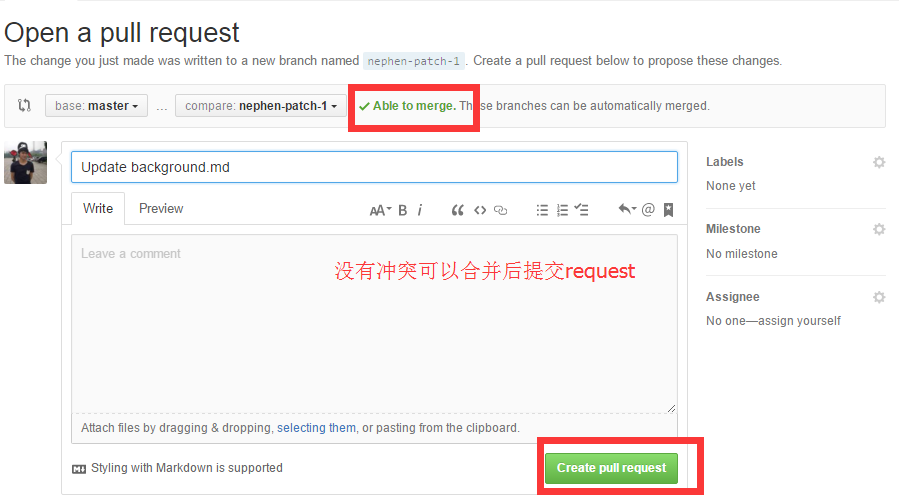 Open a pull request
The change you just made was written to a new branch named nephen-patch-1. Create a pull request below to propose these changes.
base: master ... compare: nephen-patch-1 Able to merge. These branches can be automatically merged.
Update background.md
Labels
None yet
Write Preview AA B i
Milestone
No milestone
Leave a comment
没有冲突可以合并后提交request
Assignee
No one—assign yourself
Attach files by dragging & dropping, selecting them, or pasting from the clipboard.
Styling with Markdown is supported
Create pull request